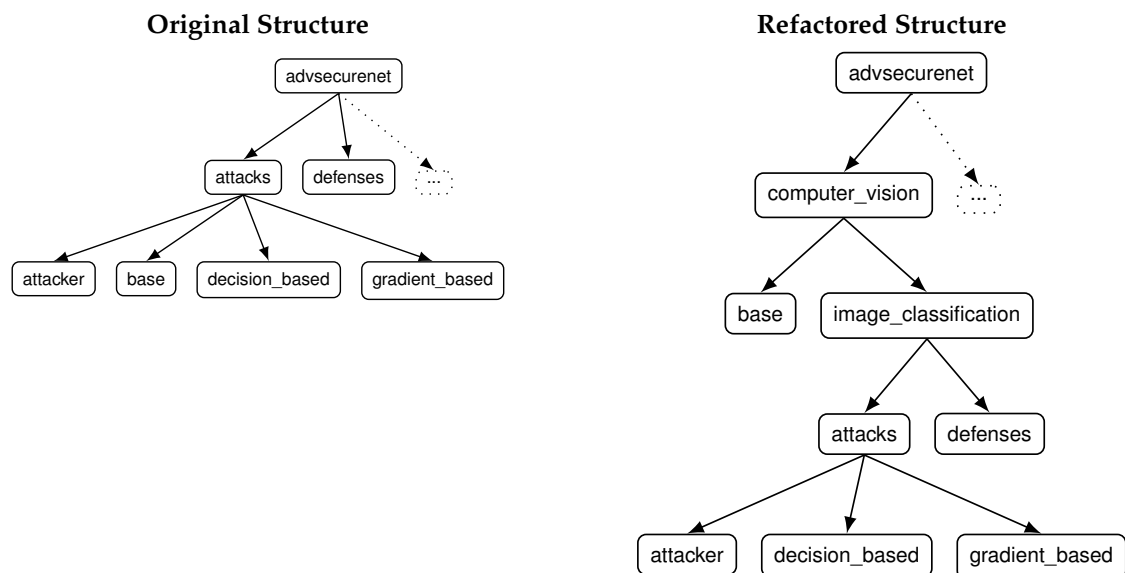 Original Structure
advsecurenet
attacks
defenses
...
attacker
base
decision_based
gradient_based
Refactored Structure
advsecurenet
computer_vision
...
base
image_classification
attacks
defenses
attacker
decision_based
gradient_based